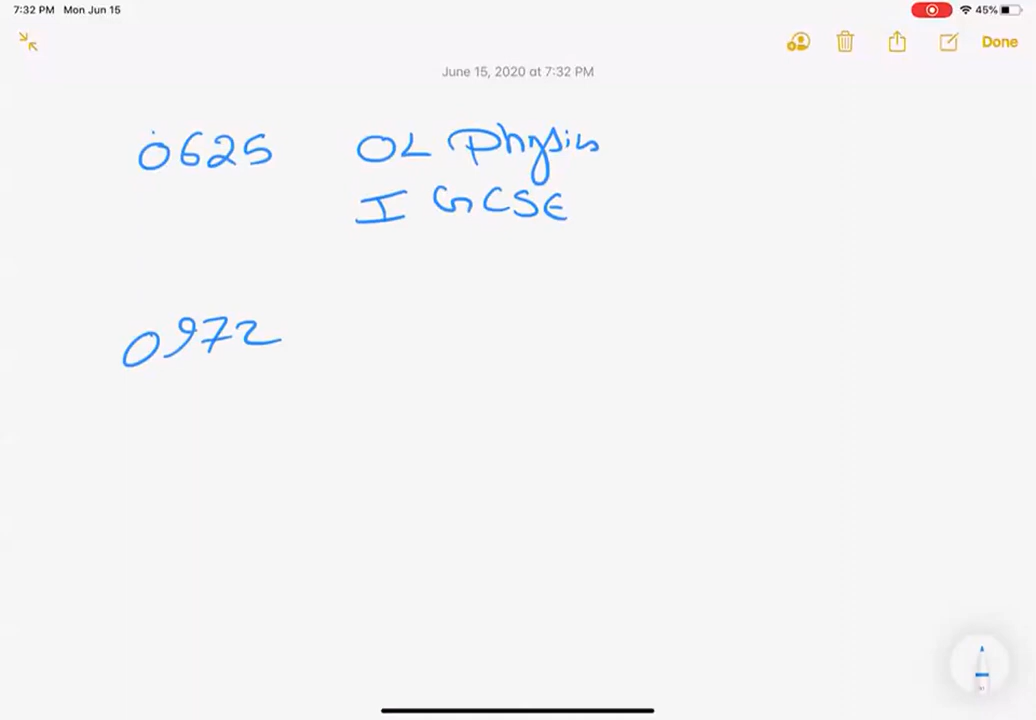 7:32 PM Mon Jun 15 45%
Done
June 15, 2020 at 7:32 PM
0625 OL Physics
IGCSE
0972